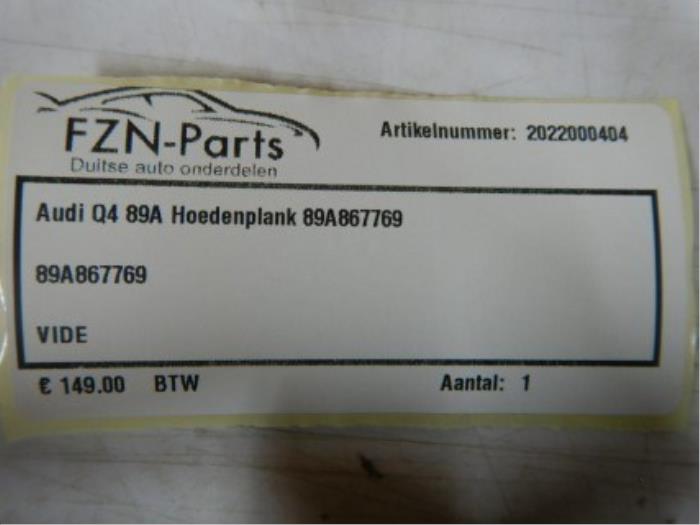 FZN-Parts
Duitse auto onderdelen
Artikelnummer: 2022000404
Audi Q4 89A Hoedenplank 89A867769
89A867769
VIDE
€ 149.00 BTW
Aantal: 1